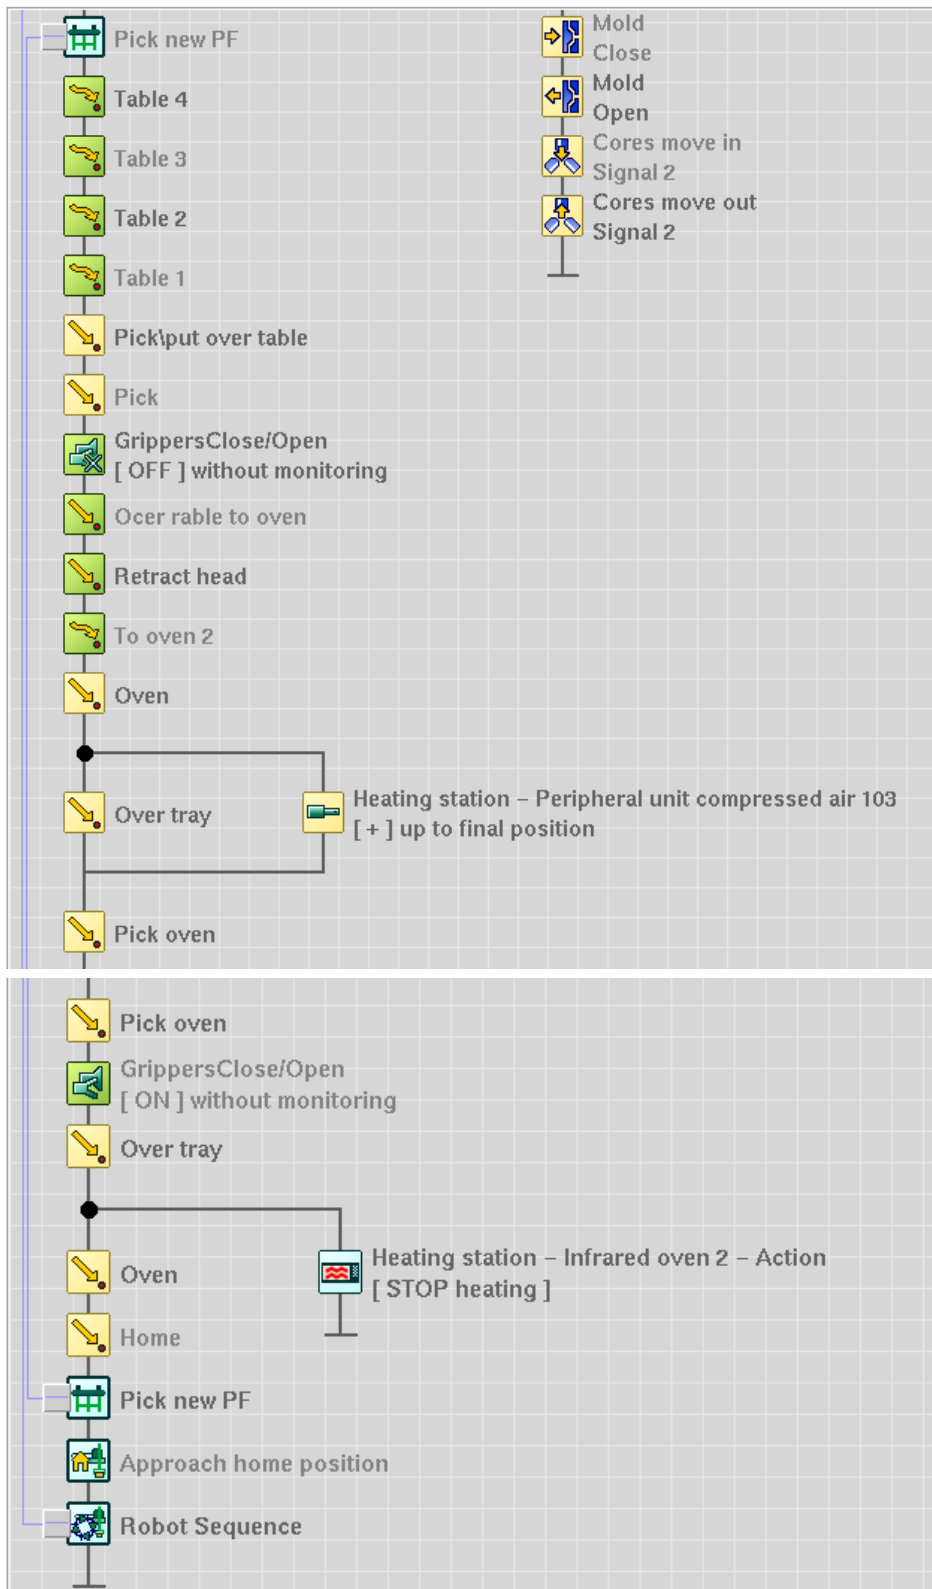 Pick new PF
Table 4
Table 3
Table 2
Table 1
Pick\put over table
Pick
GrippersClose/Open
[ OFF ] without monitoring
Ocer rable to oven
Retract head
To oven 2
Oven
Over tray
Heating station – Peripheral unit compressed air 103
[ + ] up to final position
Pick oven
Mold
Close
Mold
Open
Cores move in
Signal 2
Cores move out
Signal 2
Pick oven
GrippersClose/Open
[ ON ] without monitoring
Over tray
Oven
Heating station – Infrared oven 2 – Action
[ STOP heating ]
Home
Pick new PF
Approach home position
Robot Sequence